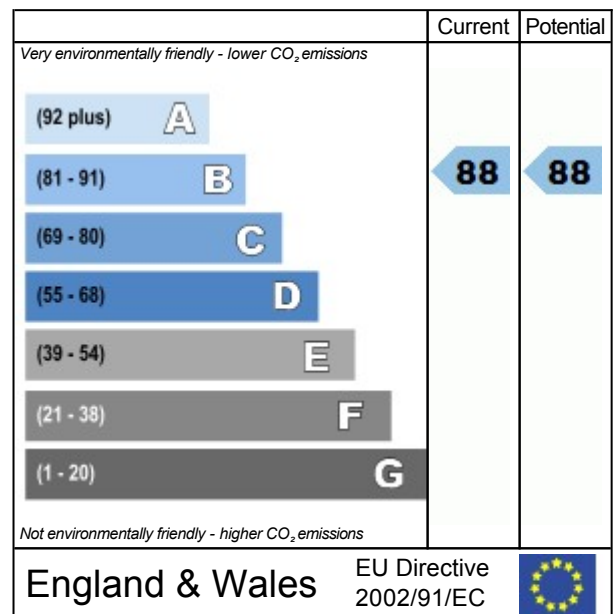 Current Potential
Very environmentally friendly - lower CO₂ emissions
(92 plus) A
(81 - 91) B 88 88
(69 - 80) C
(55 - 68) D
(39 - 54) E
(21 - 38) F
(1 - 20) G
Not environmentally friendly - higher CO₂ emissions
England & Wales
EU Directive
2002/91/EC